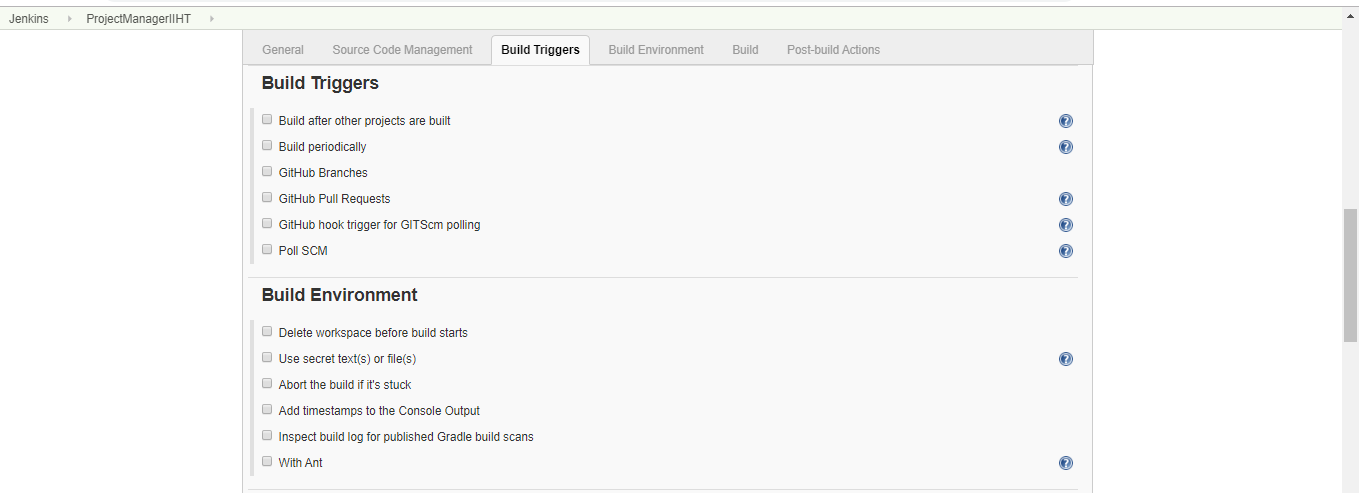 Jenkins ProjectManagerIIHT
General Source Code Management Build Triggers Build Environment Build Post-build Actions
Build Triggers
Build after other projects are built
Build periodically
GitHub Branches
GitHub Pull Requests
GitHub hook trigger for GITScm polling
Poll SCM
Build Environment
Delete workspace before build starts
Use secret text(s) or file(s)
Abort the build if it's stuck
Add timestamps to the Console Output
Inspect build log for published Gradle build scans
With Ant